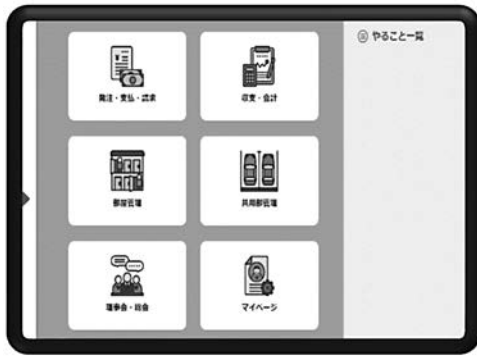 やること一覧
発注・支払・請求
収支・会計
部屋管理
共用部管理
理事会・総会
マイページ